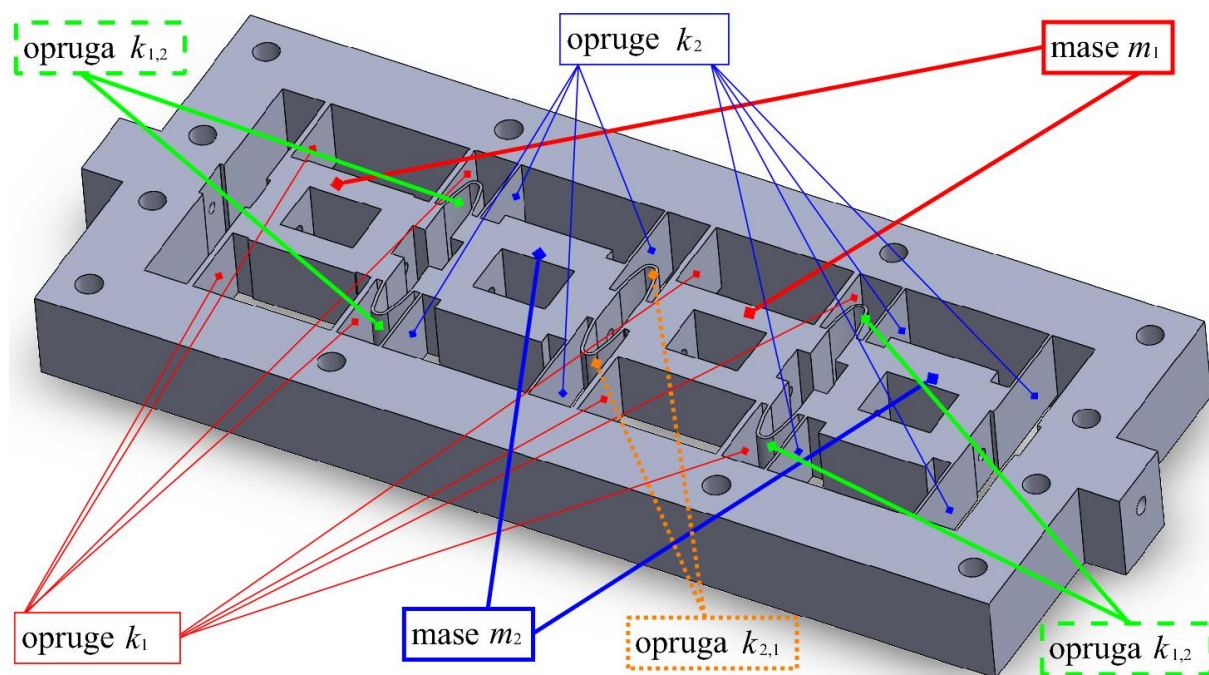 opruga k₁,₂
opruge k₂
mase m₁
opruge k₁
mase m₂
opruga k₂,₁
opruga k₁,₂